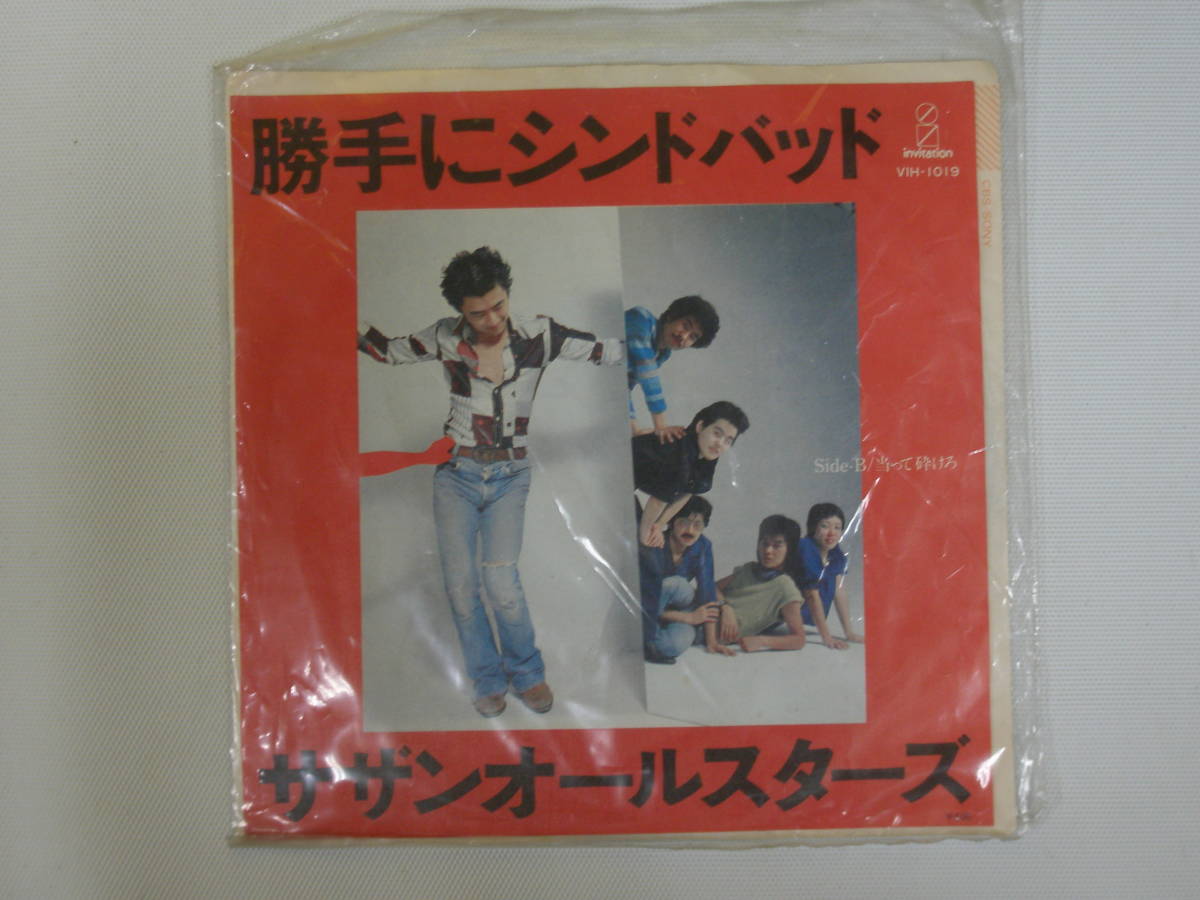 勝手にシンドバッド
invitation
VIH-1019
CBS SONY
Side-B/当って砕けろ
サザンオールスターズ